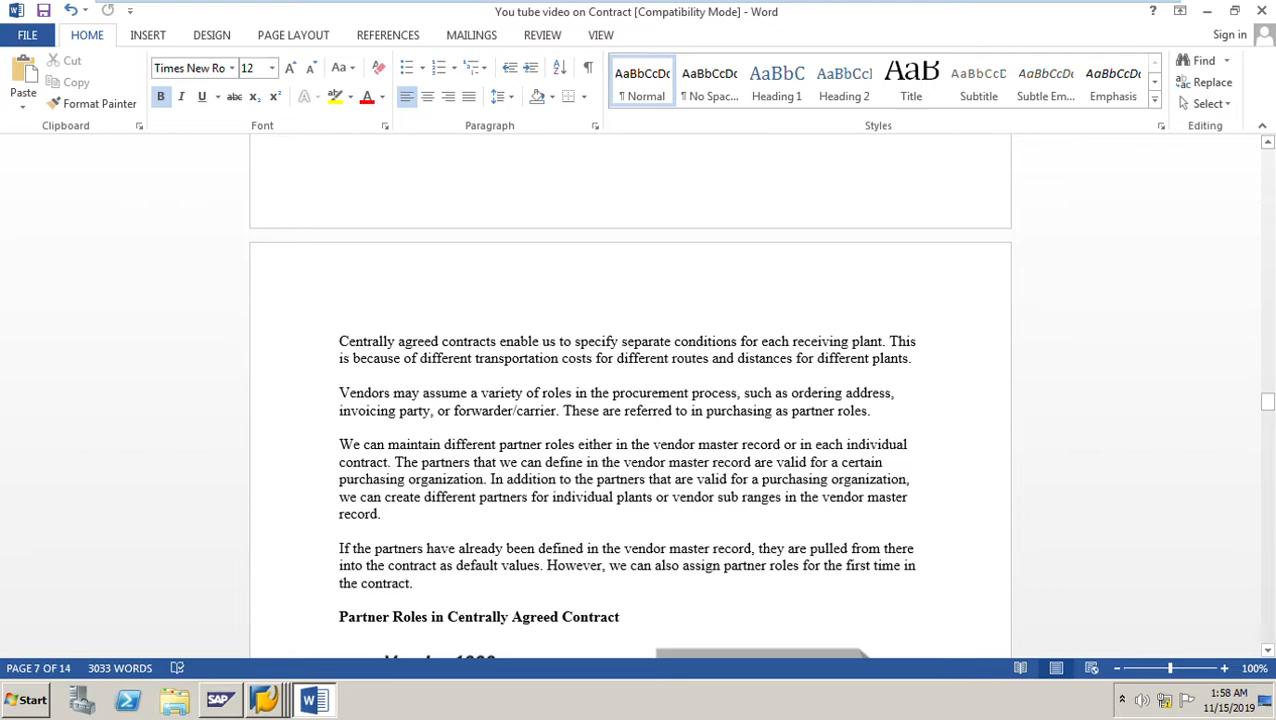 You tube video on Contract [Compatibility Mode] - Word
FILE HOME INSERT DESIGN PAGE LAYOUT REFERENCES MAILINGS REVIEW VIEW Sign in
Paste
Cut
Copy
Format Painter
Clipboard
Times New Ro 12
Font
Paragraph
AaBbCcDc AaBbCcDc AaBbC AaBbCc AaB AaBbCcD AaBbCcDc AaBbCcDc
¶ Normal ¶ No Spac... Heading 1 Heading 2 Title Subtitle Subtle Em... Emphasis
Styles
Find
Replace
Select
Editing
Centrally agreed contracts enable us to specify separate conditions for each receiving plant. This
is because of different transportation costs for different routes and distances for different plants.
Vendors may assume a variety of roles in the procurement process, such as ordering address,
invoicing party, or forwarder/carrier. These are referred to in purchasing as partner roles.
We can maintain different partner roles either in the vendor master record or in each individual
contract. The partners that we can define in the vendor master record are valid for a certain
purchasing organization. In addition to the partners that are valid for a purchasing organization,
we can create different partners for individual plants or vendor sub ranges in the vendor master
record.
If the partners have already been defined in the vendor master record, they are pulled from there
into the contract as default values. However, we can also assign partner roles for the first time in
the contract.
Partner Roles in Centrally Agreed Contract
PAGE 7 OF 14 3033 WORDS 100%
Start SAP 1:58 AM
11/15/2019